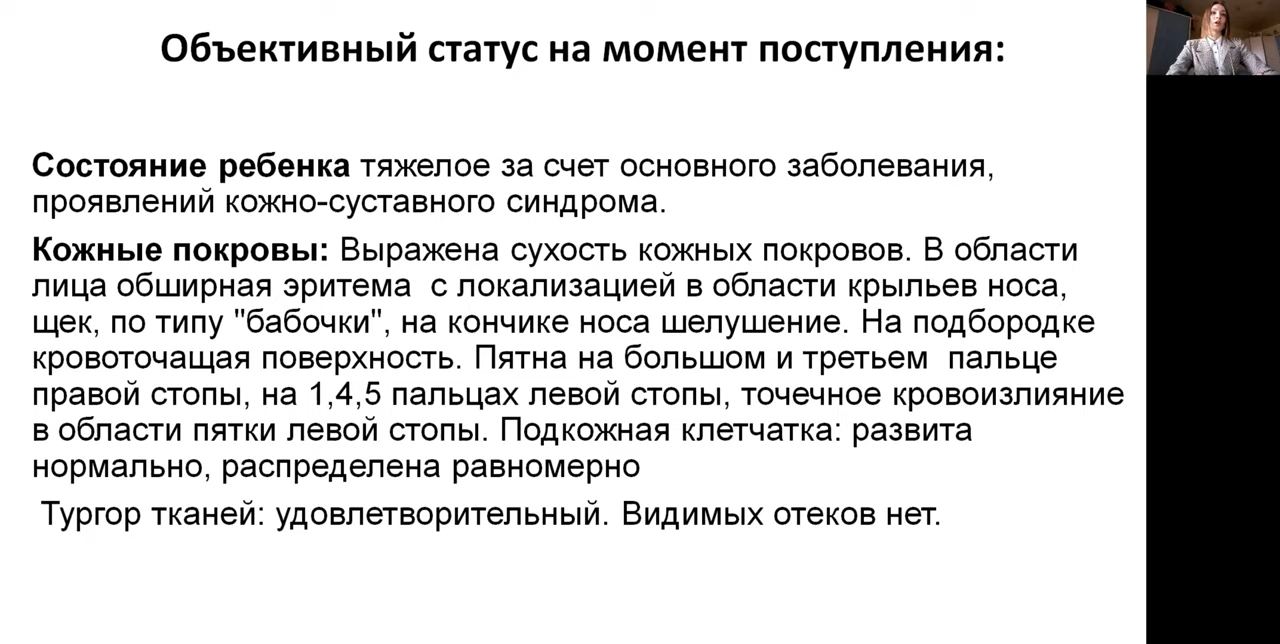 Объективный статус на момент поступления:
Состояние ребенка тяжелое за счет основного заболевания,
проявлений кожно-суставного синдрома.
Кожные покровы: Выражена сухость кожных покровов. В области
лица обширная эритема  с локализацией в области крыльев носа,
щек, по типу "бабочки", на кончике носа шелушение. На подбородке
кровоточащая поверхность. Пятна на большом и третьем  пальце
правой стопы, на 1,4,5 пальцах левой стопы, точечное кровоизлияние
в области пятки левой стопы. Подкожная клетчатка: развита
нормально, распределена равномерно
Тургор тканей: удовлетворительный. Видимых отеков нет.